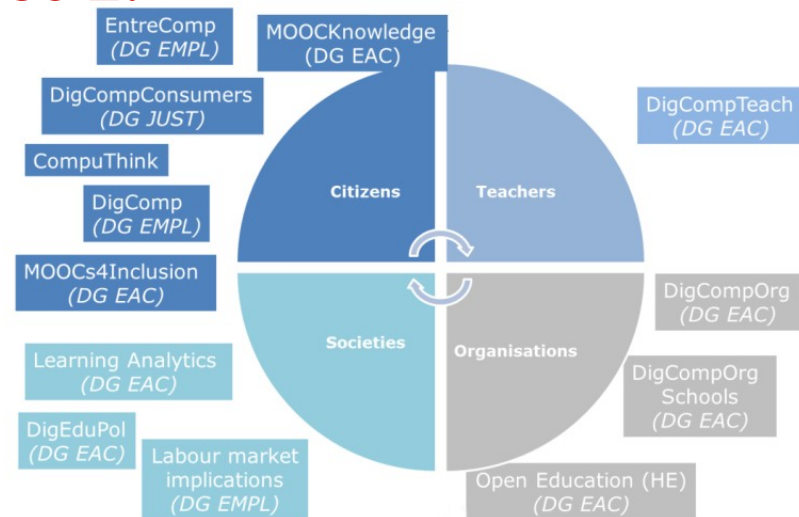 EntreComp
(DG EMPL)
MOOCKnowledge
(DG EAC)
DigCompConsumers
(DG JUST)
CompuThink
DigComp
(DG EMPL)
MOOCs4Inclusion
(DG EAC)
Citizens
Teachers
DigCompTeach
(DG EAC)
Societies
Organisations
Learning Analytics
(DG EAC)
DigEduPol
(DG EAC)
Labour market
implications
(DG EMPL)
DigCompOrg
(DG EAC)
DigCompOrg
Schools
(DG EAC)
Open Education (HE)
(DG EAC)